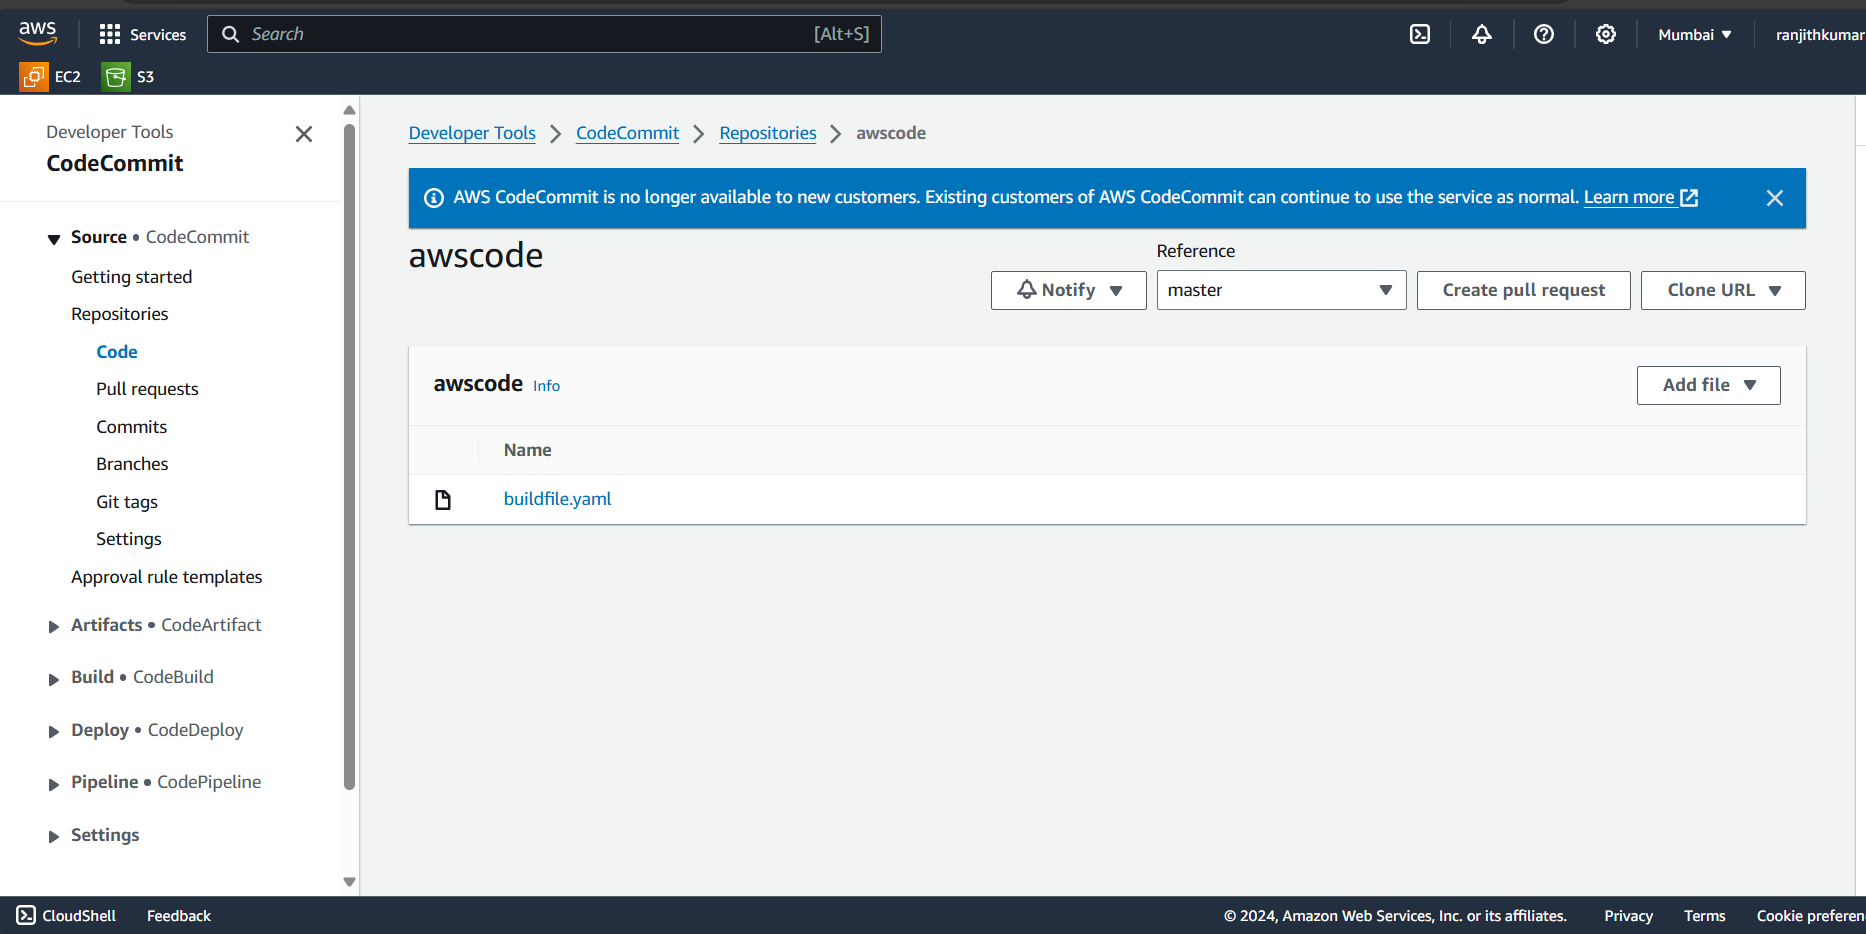 aws
Services
Search
[Alt+S]
Mumbai
ranjithkumar
EC2
S3
Developer Tools
CodeCommit
Source • CodeCommit
Getting started
Repositories
Code
Pull requests
Commits
Branches
Git tags
Settings
Approval rule templates
Artifacts • CodeArtifact
Build • CodeBuild
Deploy • CodeDeploy
Pipeline • CodePipeline
Settings
Developer Tools > CodeCommit > Repositories > awscode
AWS CodeCommit is no longer available to new customers. Existing customers of AWS CodeCommit can continue to use the service as normal. Learn more
awscode
Reference
Notify
master
Create pull request
Clone URL
awscode Info
Add file
Name
buildfile.yaml
CloudShell
Feedback
© 2024, Amazon Web Services, Inc. or its affiliates.
Privacy
Terms
Cookie preferen